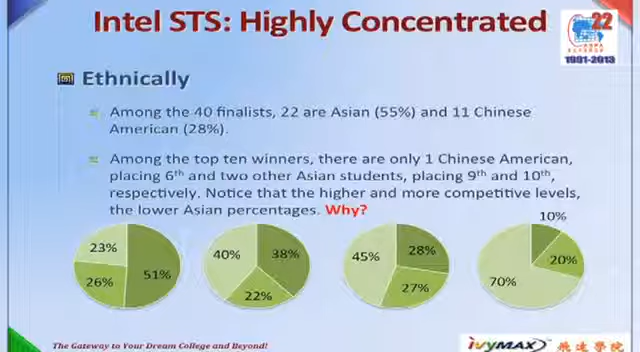 Intel STS: Highly Concentrated
22
1991-2013
Ethnically
Among the 40 finalists, 22 are Asian (55%) and 11 Chinese
American (28%).
Among the top ten winners, there are only 1 Chinese American,
placing 6th and two other Asian students, placing 9th and 10th,
respectively. Notice that the higher and more competitive levels,
the lower Asian percentages. Why?
23%
51%
26%
40%
38%
22%
45%
28%
27%
10%
20%
70%
The Gateway to Your Dream College and Beyond!
ivyMAX 飛達學院